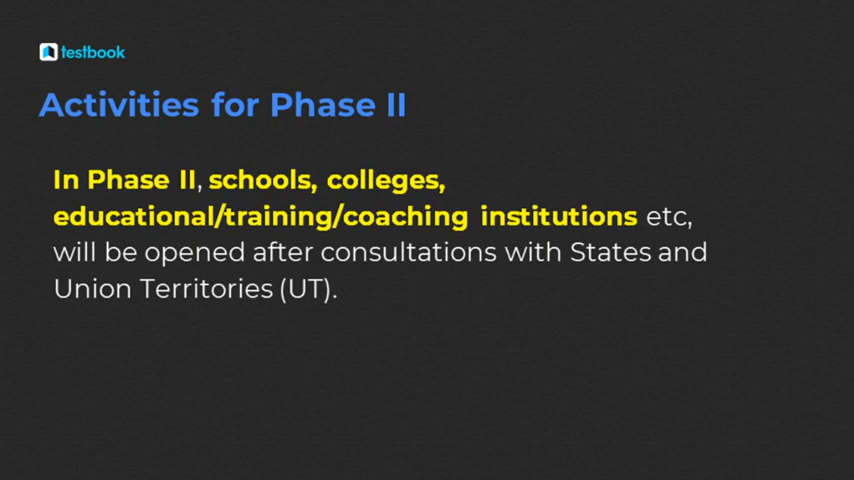 testbook
Activities for Phase II
In Phase II, schools, colleges,
educational/training/coaching institutions etc,
will be opened after consultations with States and
Union Territories (UT).